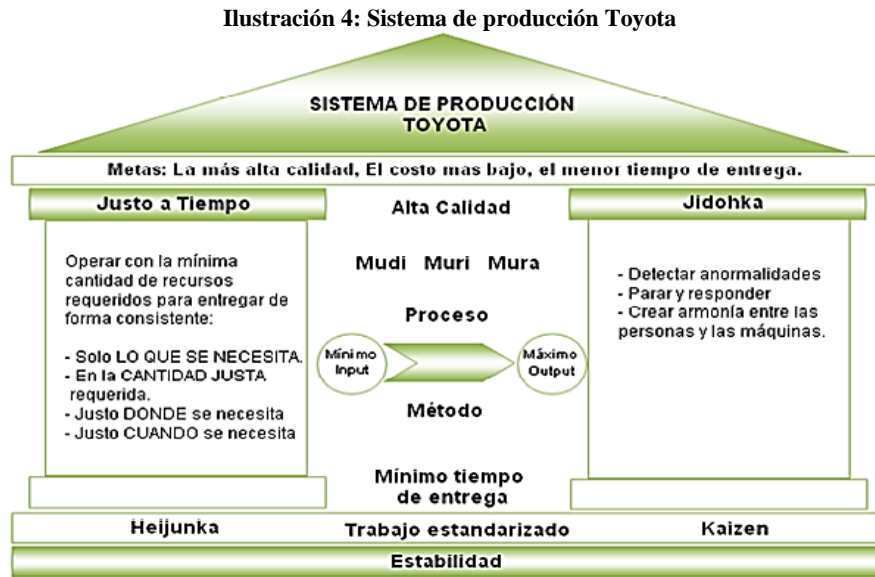 Ilustración 4: Sistema de producción Toyota
SISTEMA DE PRODUCCIÓN
TOYOTA
Metas: La más alta calidad, El costo mas bajo, el menor tiempo de entrega.
Justo a Tiempo
Operar con la mínima
cantidad de recursos
requeridos para entregar de
forma consistente:
- Solo LO QUE SE NECESITA.
- En la CANTIDAD JUSTA
requerida.
- Justo DONDE se necesita
- Justo CUANDO se necesita
Alta Calidad
Mudi Muri Mura
Proceso
Mínimo
Input
Máximo
Output
Método
Mínimo tiempo
de entrega
Jidohka
- Detectar anormalidades
- Parar y responder
- Crear armonía entre las
personas y las máquinas.
Heijunka
Trabajo estandarizado
Kaizen
Estabilidad